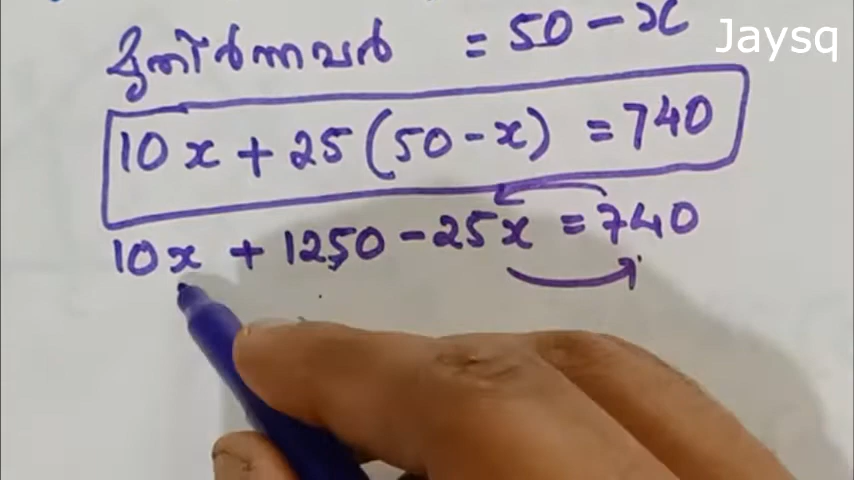 മുതിർന്നവർ = 50 - x
Jaysq
10x + 25 (50 - x) = 740
10x + 1250 - 25x = 740